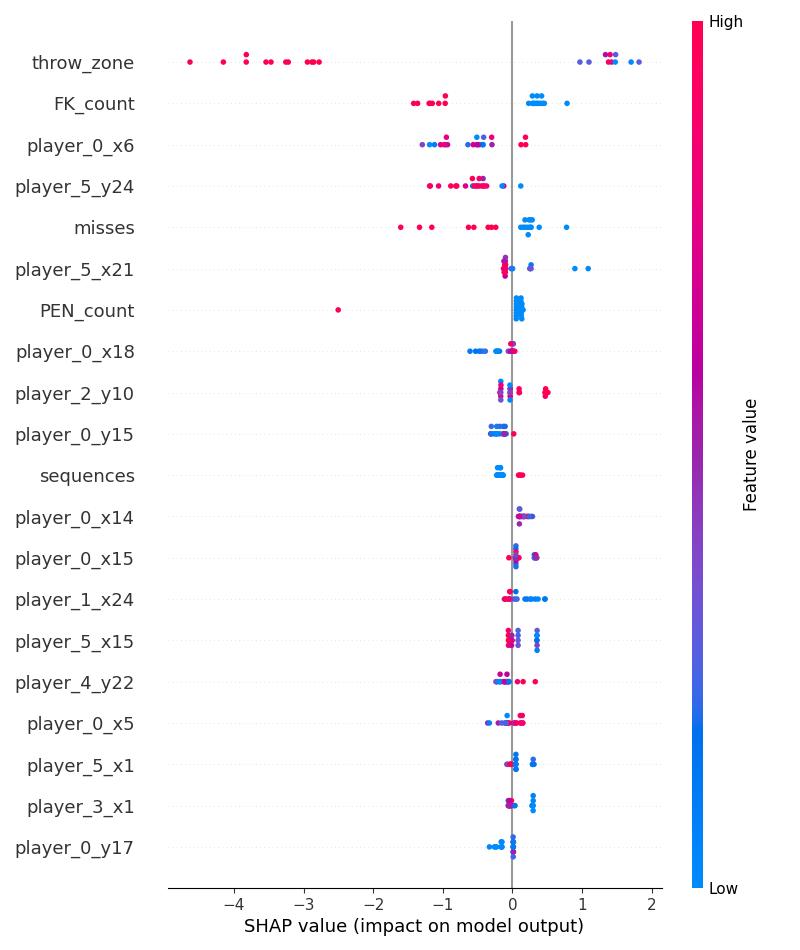 High
throw_zone
FK_count
player_0_x6
player_5_y24
misses
player_5_x21
PEN_count
player_0_x18
player_2_y10
player_0_y15
sequences
player_0_x14
player_0_x15
player_1_x24
player_5_x15
player_4_y22
player_0_x5
player_5_x1
player_3_x1
player_0_y17
Feature value
Low
−4 −3 −2 −1 0 1 2
SHAP value (impact on model output)